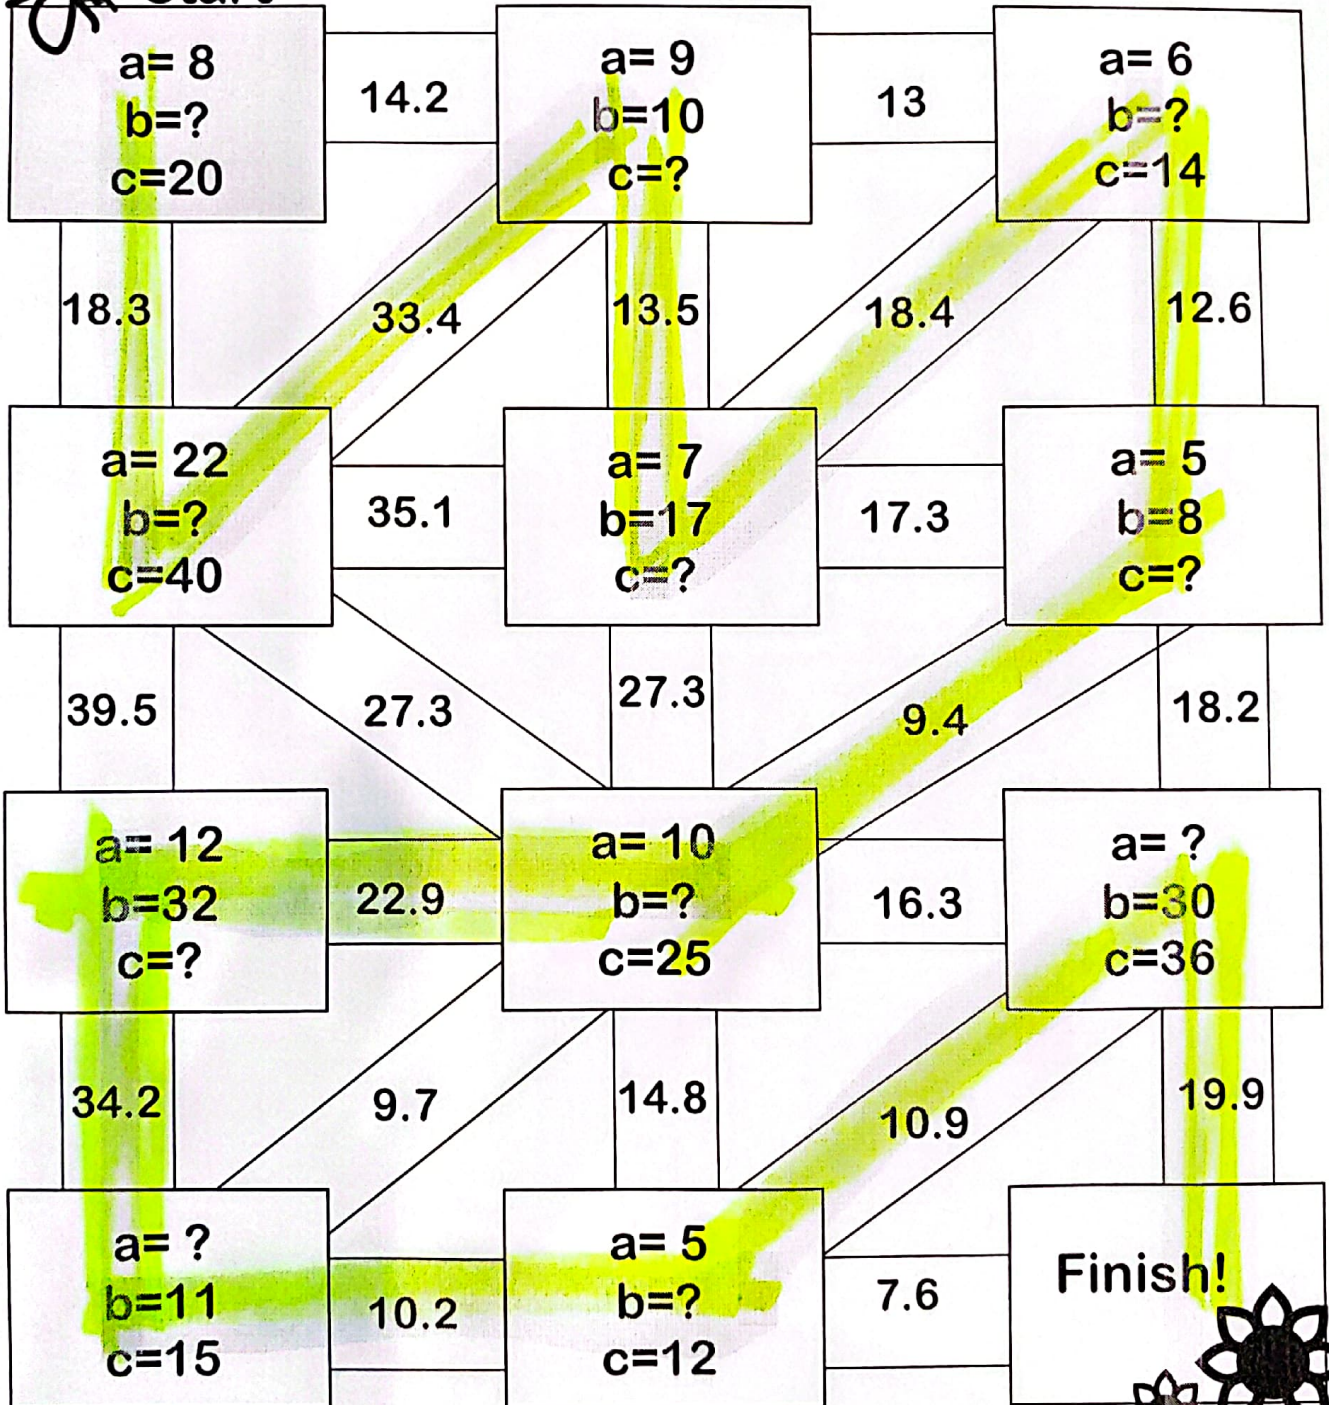 Start
a= 8
b=?
c=20
14.2
a= 9
b=10
c=?
13
a= 6
b=?
c=14
18.3
33.4
13.5
18.4
12.6
a= 22
b=?
c=40
35.1
a= 7
b=17
c=?
17.3
a= 5
b=8
c=?
39.5
27.3
27.3
9.4
18.2
a= 12
b=32
c=?
22.9
a= 10
b=?
c=25
16.3
a= ?
b=30
c=36
34.2
9.7
14.8
10.9
19.9
a= ?
b=11
c=15
10.2
a= 5
b=?
c=12
7.6
Finish!